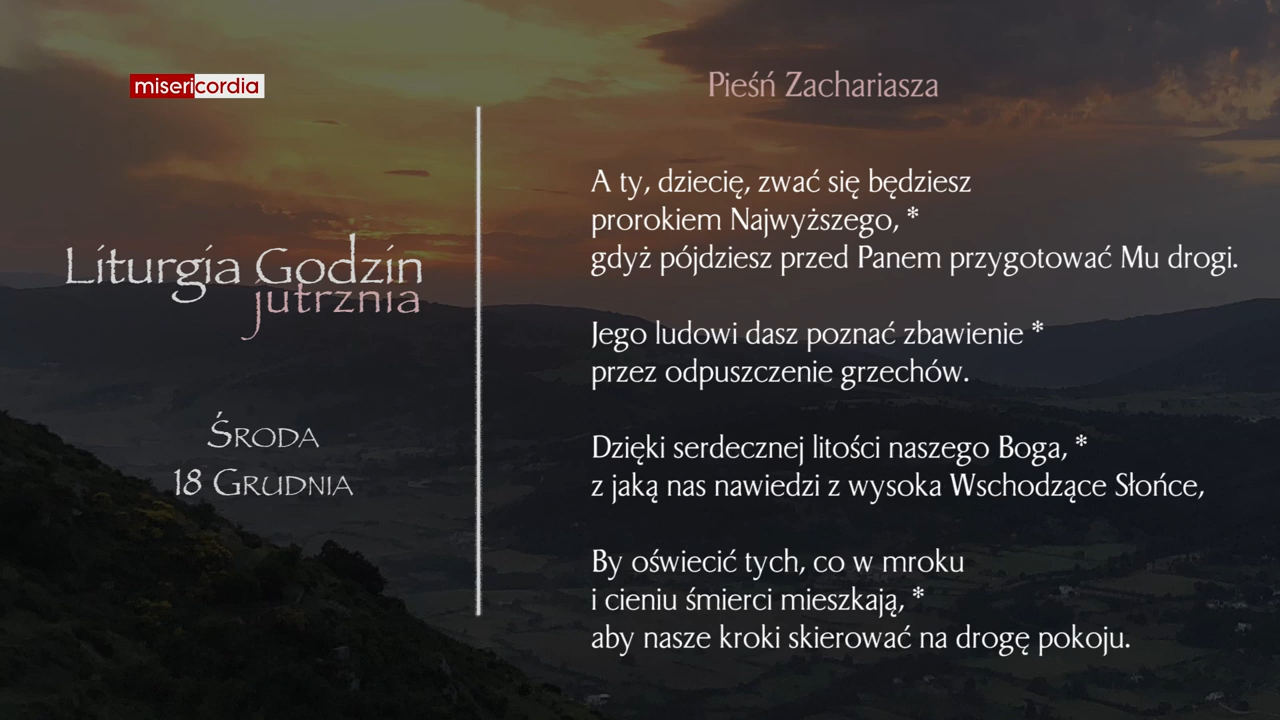 misericordia
Liturgia Godzin
jutrznia
Środa
18 Grudnia
Pieśń Zachariasza
A ty, dziecię, zwać się będziesz
prorokiem Najwyższego, *
gdyż pójdziesz przed Panem przygotować Mu drogi.
Jego ludowi dasz poznać zbawienie *
przez odpuszczenie grzechów.
Dzięki serdecznej litości naszego Boga, *
z jaką nas nawiedzi z wysoka Wschodzące Słońce,
By oświecić tych, co w mroku
i cieniu śmierci mieszkają, *
aby nasze kroki skierować na drogę pokoju.